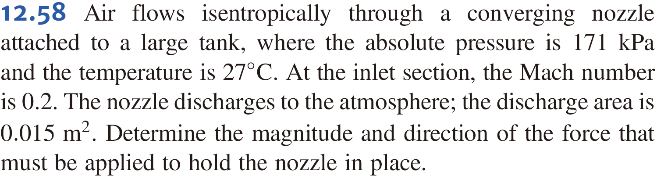 12.58 Air flows isentropically through a converging nozzle
attached to a large tank, where the absolute pressure is 171 kPa
and the temperature is 27°C. At the inlet section, the Mach number
is 0.2. The nozzle discharges to the atmosphere; the discharge area is
0.015 m². Determine the magnitude and direction of the force that
must be applied to hold the nozzle in place.